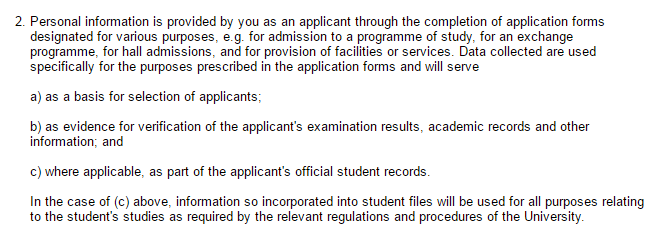 2. Personal information is provided by you as an applicant through the completion of application forms
designated for various purposes, e.g. for admission to a programme of study, for an exchange
programme, for hall admissions, and for provision of facilities or services. Data collected are used
specifically for the purposes prescribed in the application forms and will serve
a) as a basis for selection of applicants;
b) as evidence for verification of the applicant's examination results, academic records and other
information; and
c) where applicable, as part of the applicant's official student records.
In the case of (c) above, information so incorporated into student files will be used for all purposes relating
to the student's studies as required by the relevant regulations and procedures of the University.